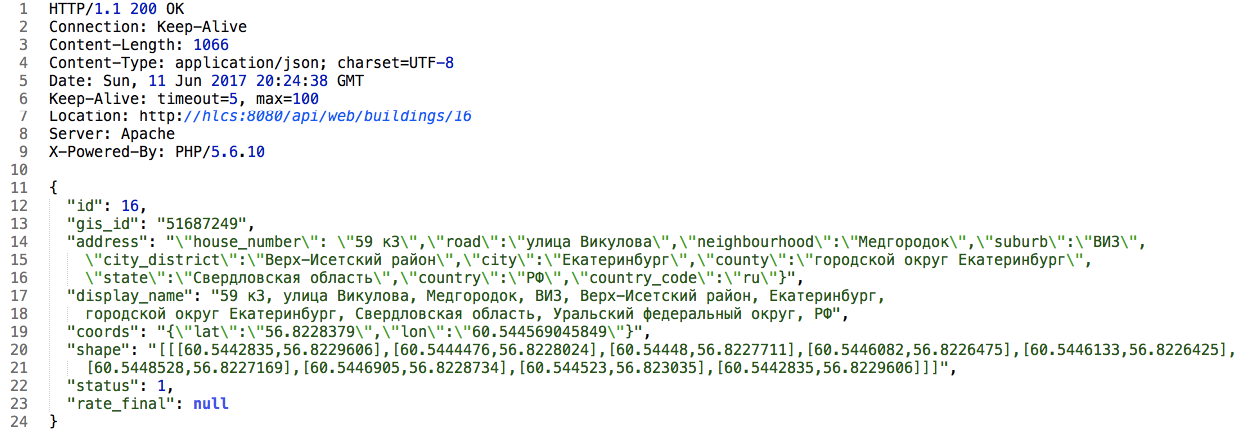 1 HTTP/1.1 200 OK
2 Connection: Keep-Alive
3 Content-Length: 1066
4 Content-Type: application/json; charset=UTF-8
5 Date: Sun, 11 Jun 2017 20:24:38 GMT
6 Keep-Alive: timeout=5, max=100
7 Location: http://hlcs:8080/api/web/buildings/16
8 Server: Apache
9 X-Powered-By: PHP/5.6.10
10
11 {
12 "id": 16,
13 "gis_id": "51687249",
14 "address": "\"house_number\": \"59 к3\",\"road\":\"улица Викулова\",\"neighbourhood\":\"Медгородок\",\"suburb\":\"ВИЗ\",
15 \"city_district\":\"Верх-Исетский район\",\"city\":\"Екатеринбург\",\"county\":\"городской округ Екатеринбург\",
16 \"state\":\"Свердловская область\",\"country\":\"РФ\",\"country_code\":\"ru\"}",
17 "display_name": "59 к3, улица Викулова, Медгородок, ВИЗ, Верх-Исетский район, Екатеринбург,
18 городской округ Екатеринбург, Свердловская область, Уральский федеральный округ, РФ",
19 "coords": "{\"lat\":\"56.8228379\",\"lon\":\"60.544569045849\"}",
20 "shape": "[[[60.5442835,56.8229606],[60.5444476,56.8228024],[60.54448,56.8227711],[60.5446082,56.8226475],[60.5446133,56.8226425],
21 [60.5448528,56.8227169],[60.5446905,56.8228734],[60.544523,56.823035],[60.5442835,56.8229606]]]",
22 "status": 1,
23 "rate_final": null
24 }